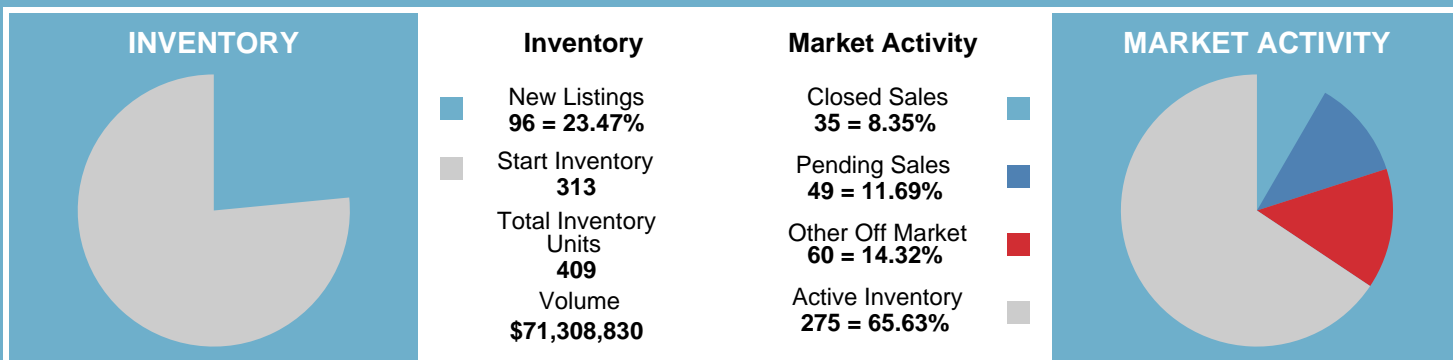 INVENTORY
Inventory
New Listings
96 = 23.47%
Start Inventory
313
Total Inventory
Units
409
Volume
$71,308,830
Market Activity
Closed Sales
35 = 8.35%
Pending Sales
49 = 11.69%
Other Off Market
60 = 14.32%
Active Inventory
275 = 65.63%
MARKET ACTIVITY